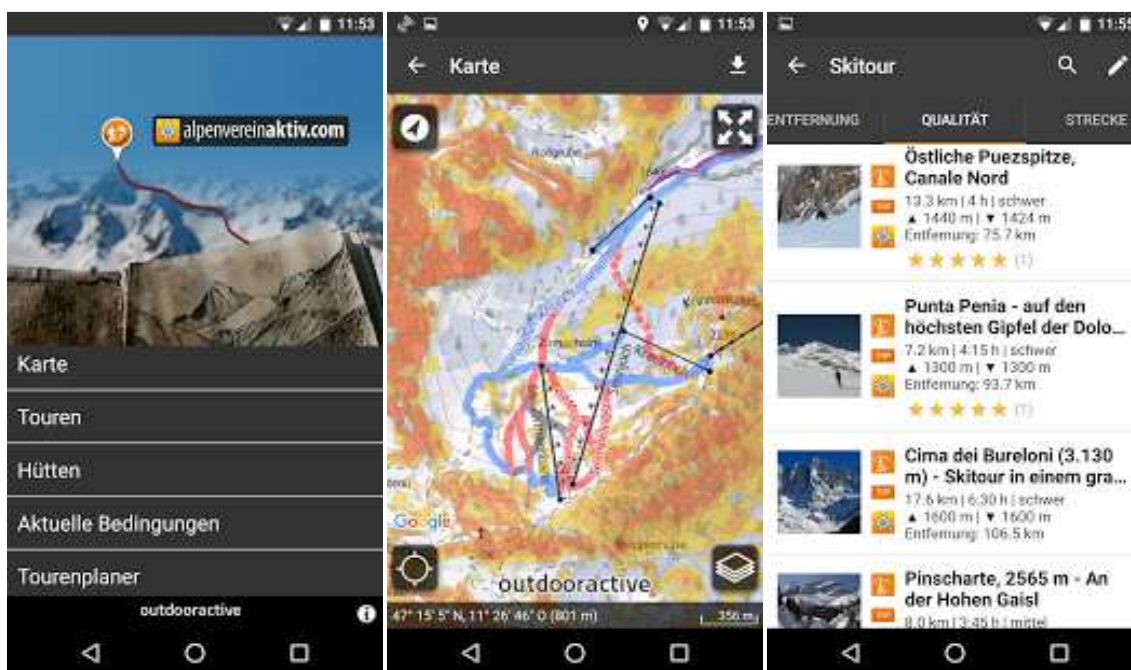 11:53
alpenvereinaktiv.com
Karte
Touren
Hütten
Aktuelle Bedingungen
Tourenplaner
outdooractive
11:53
Karte
Google
outdooractive
47° 15' 5" N, 11° 26' 46" O (801 m)
356 m
11:55
Skitour
ENTFERNUNG
QUALITÄT
STRECKE
Östliche Puezspitze,
Canale Nord
13.3 km | 4 h | schwer
▲ 1440 m | ▼ 1424 m
Entfernung: 75.7 km
(1)
Punta Penia - auf den
höchsten Gipfel der Dolo...
7.2 km | 4:15 h | schwer
▲ 1300 m | ▼ 1300 m
Entfernung: 93.7 km
(1)
Cima dei Bureloni (3.130
m) - Skitour in einem gra...
17.6 km | 6:30 h | schwer
▲ 1600 m | ▼ 1600 m
Entfernung: 106.5 km
Pinscharte, 2565 m - An
der Hohen Gaisl
8.0 km | 3:45 h | mittel